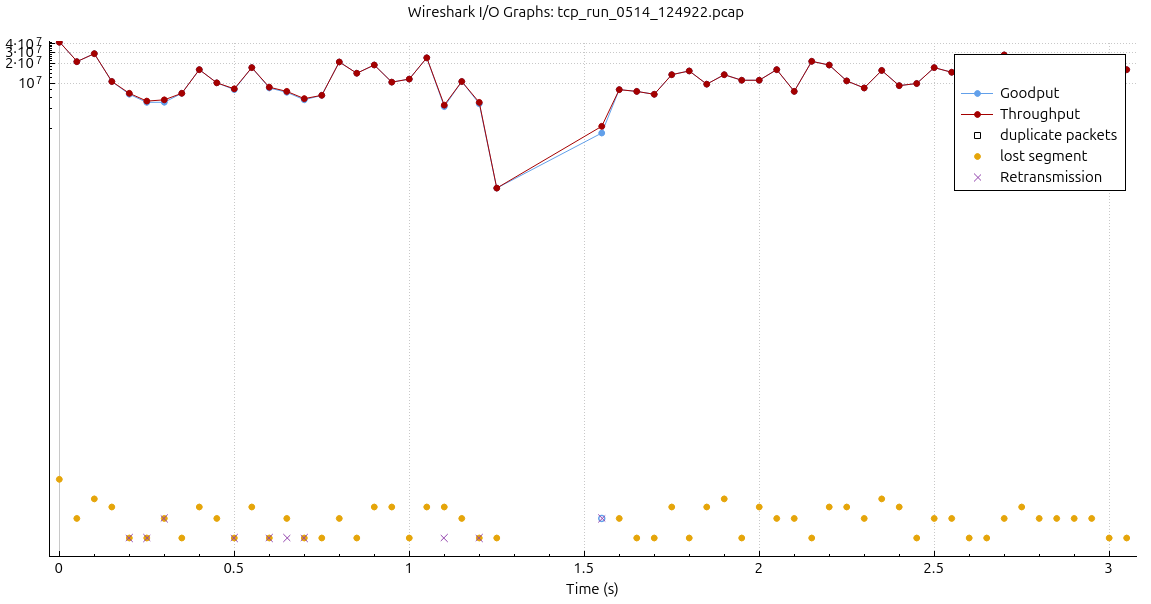 Wireshark I/O Graphs: tcp_run_0514_124922.pcap
4·10⁷
3·10⁷
2·10⁷
10⁷
Goodput
Throughput
duplicate packets
lost segment
Retransmission
0 0.5 1 1.5 2 2.5 3
Time (s)